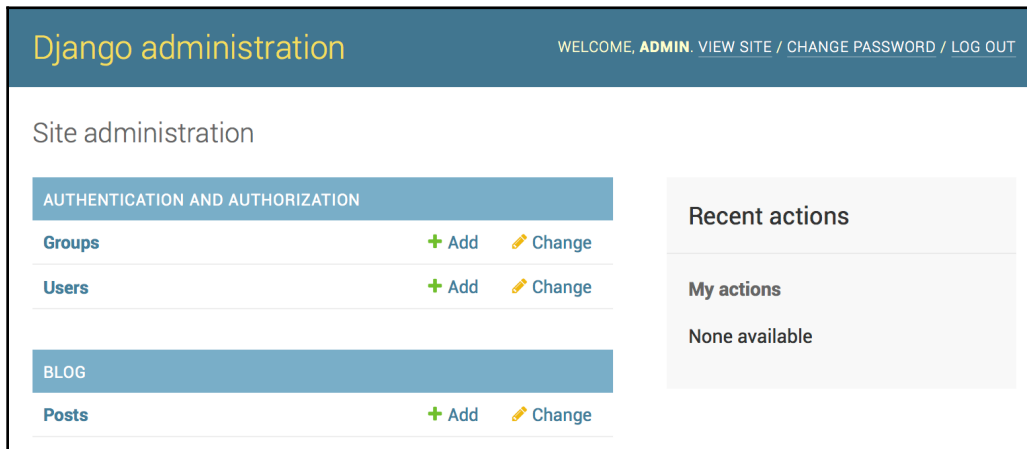 Django administration
WELCOME, ADMIN. VIEW SITE / CHANGE PASSWORD / LOG OUT
Site administration
AUTHENTICATION AND AUTHORIZATION
Groups + Add Change
Users + Add Change
BLOG
Posts + Add Change
Recent actions
My actions
None available